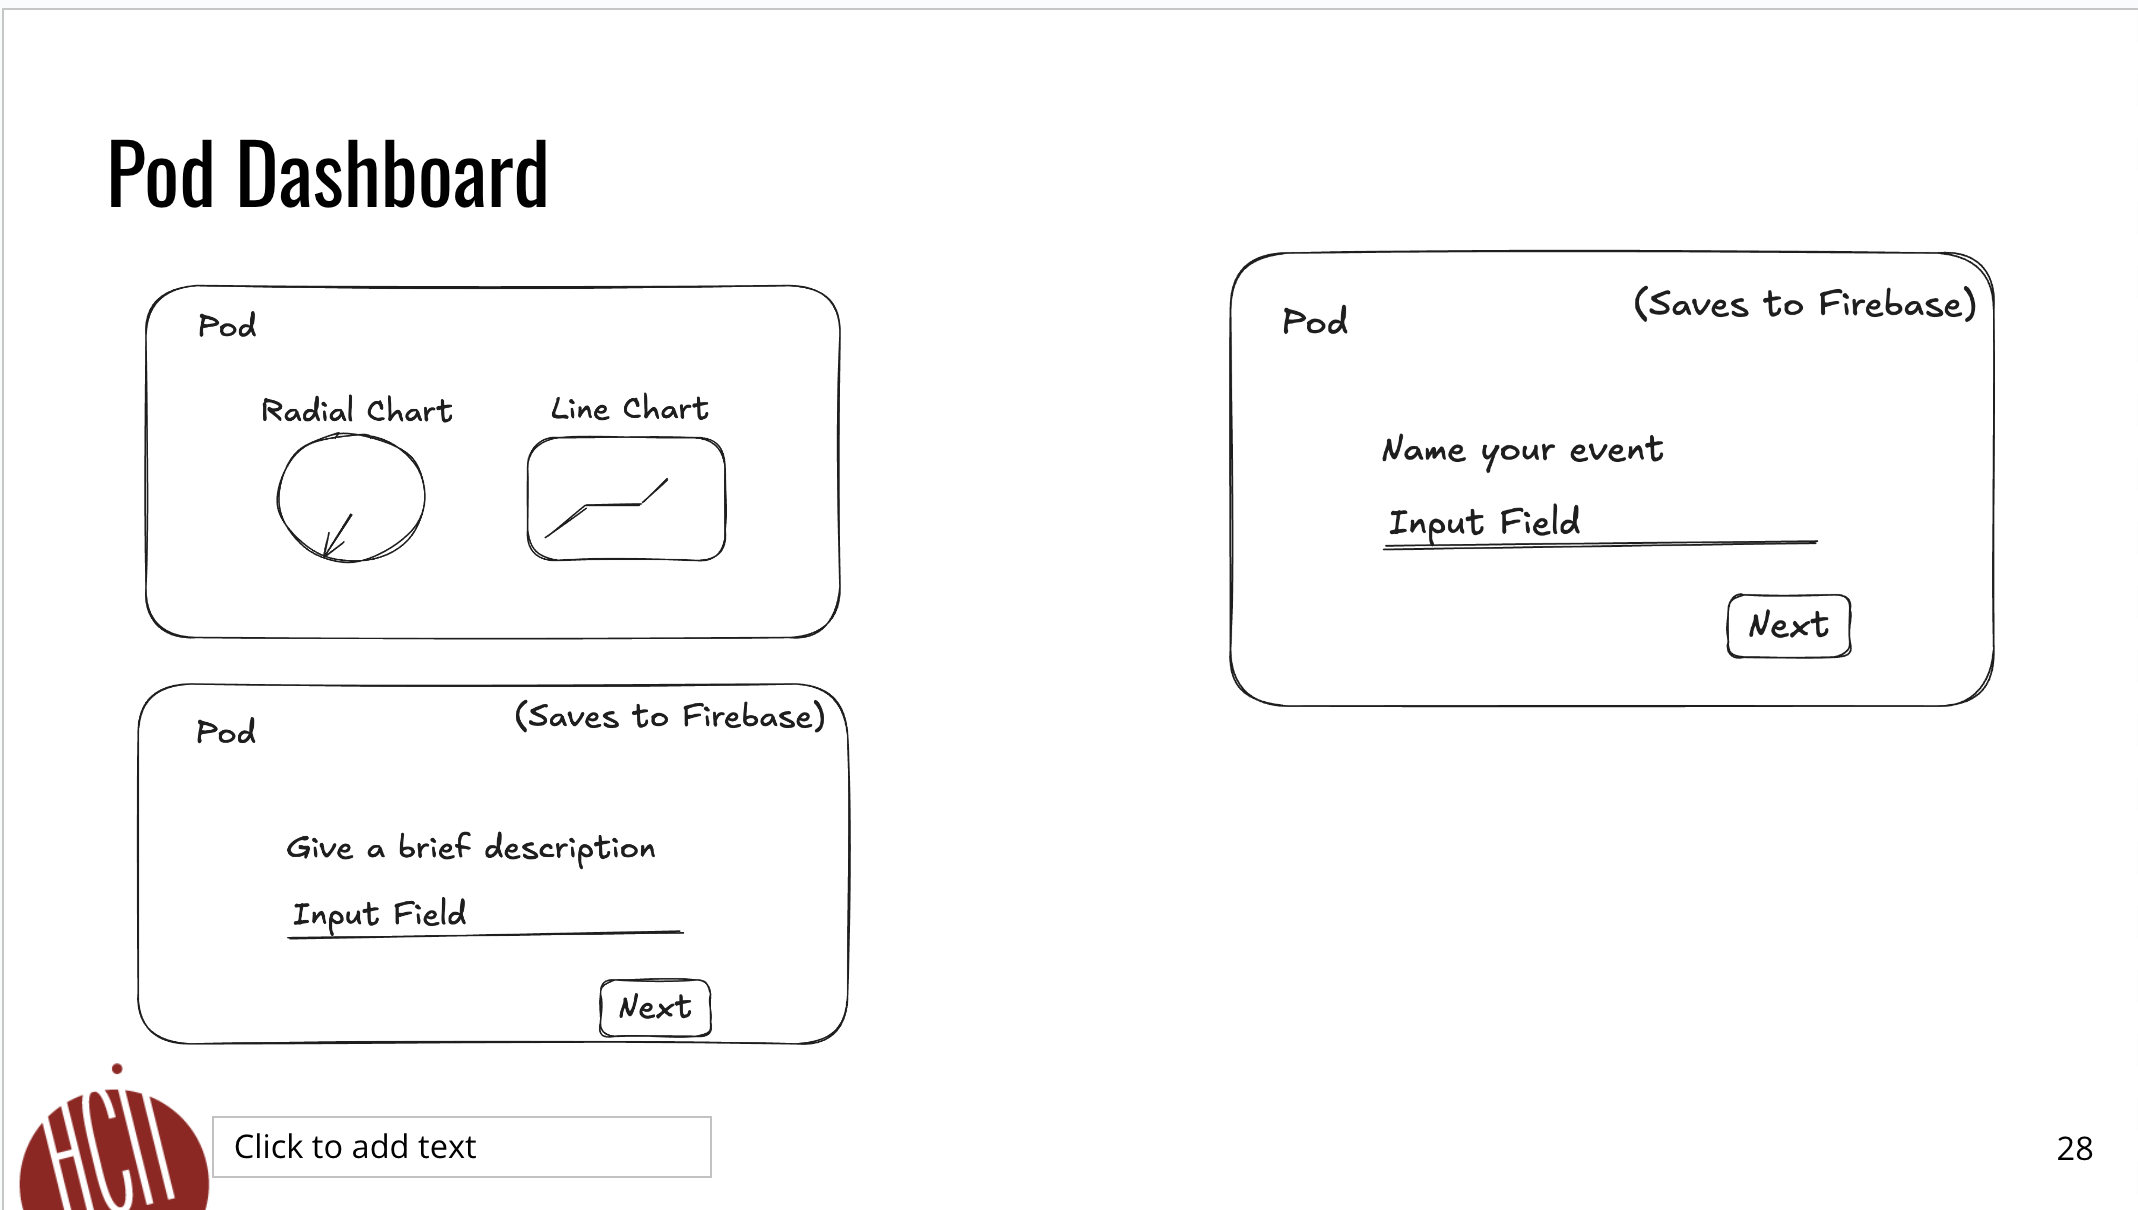 Pod Dashboard
Pod
Radial Chart
Line Chart
Pod
(Saves to Firebase)
Give a brief description
Input Field
Next
Pod
(Saves to Firebase)
Name your event
Input Field
Next
HCII
Click to add text
28